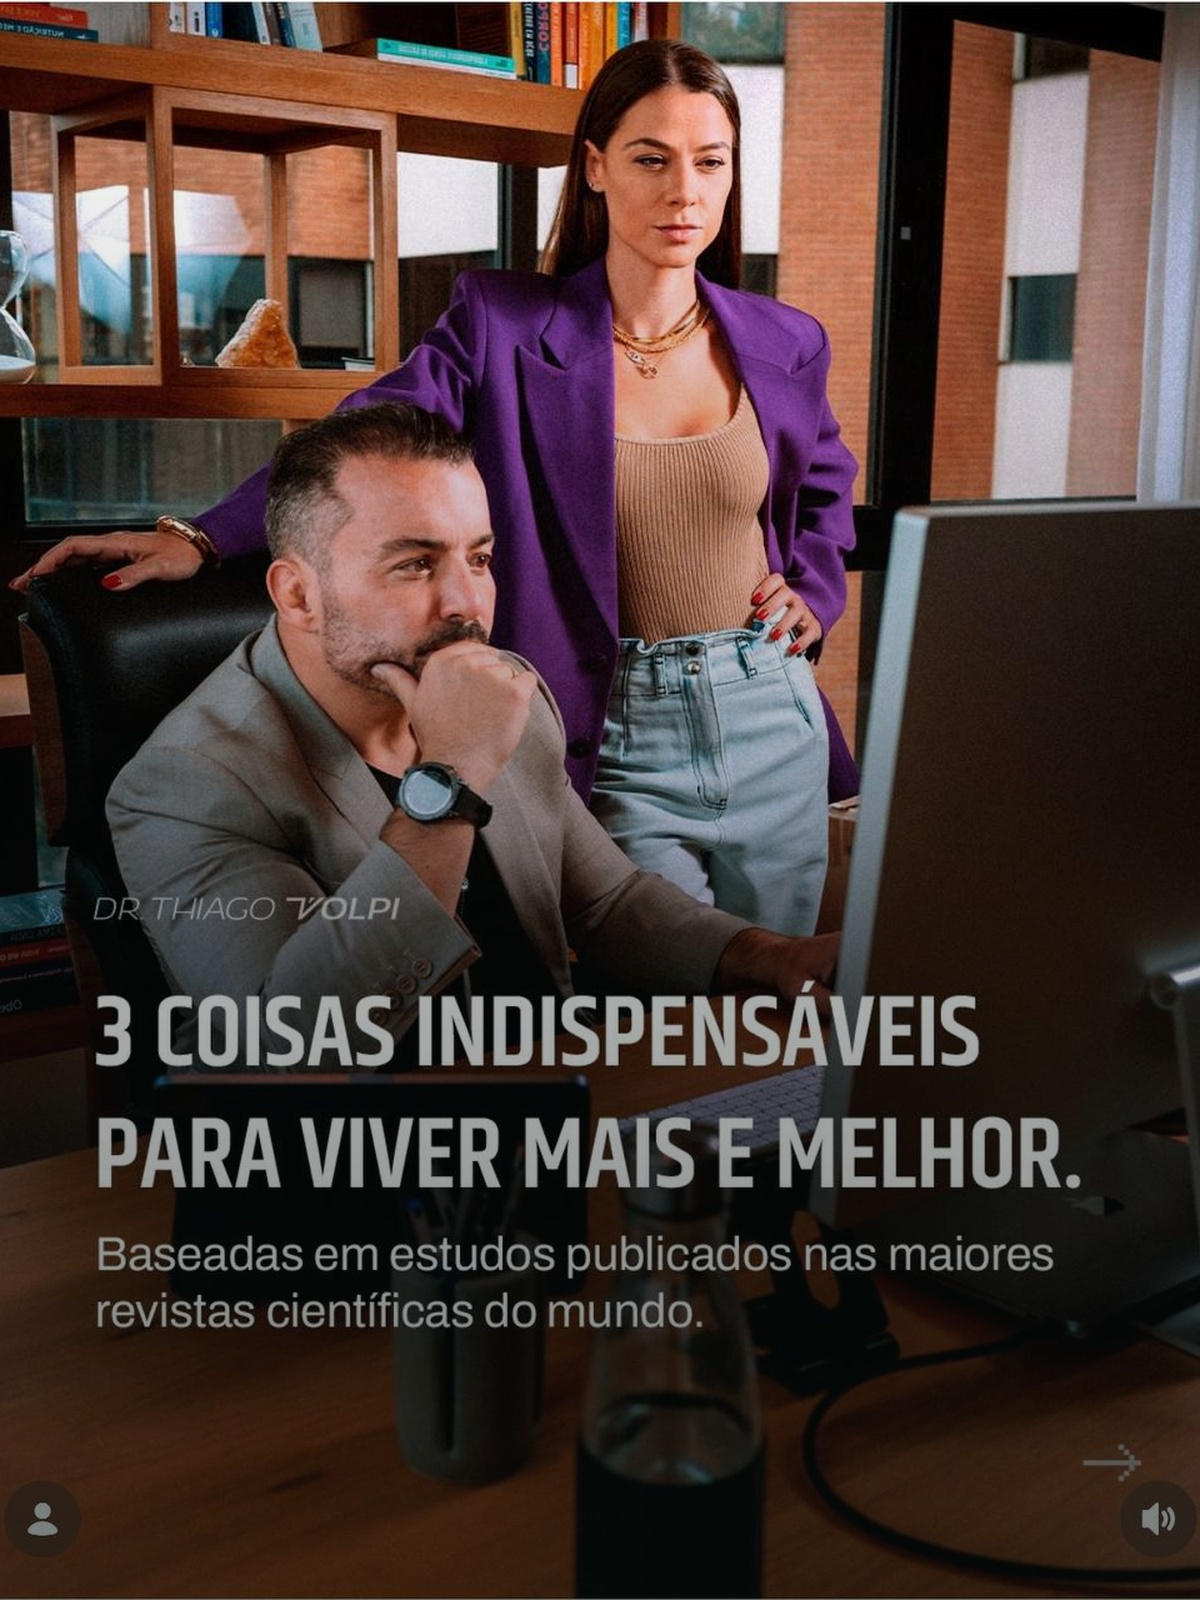 CORPO
DR. THIAGO VOLPI
3 COISAS INDISPENSÁVEIS
PARA VIVER MAIS E MELHOR.
Baseadas em estudos publicados nas maiores
revistas científicas do mundo.